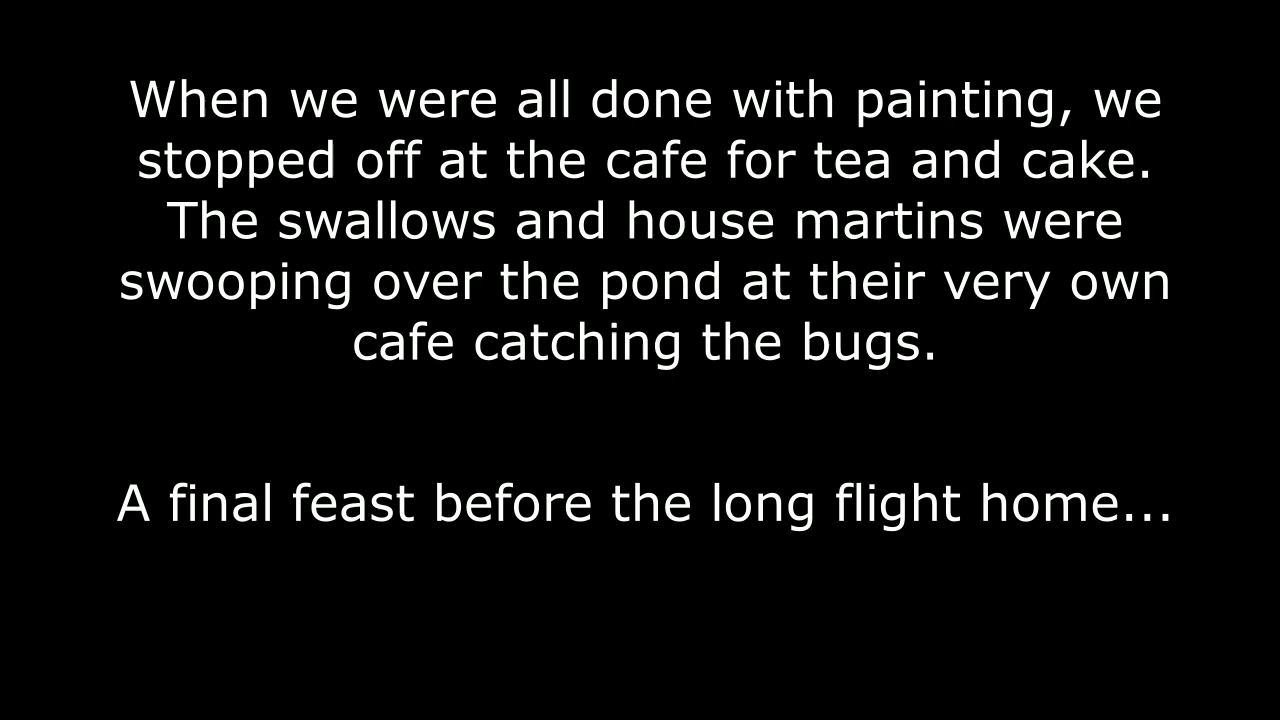 When we were all done with painting, we
stopped off at the cafe for tea and cake.
The swallows and house martins were
swooping over the pond at their very own
cafe catching the bugs.
A final feast before the long flight home...